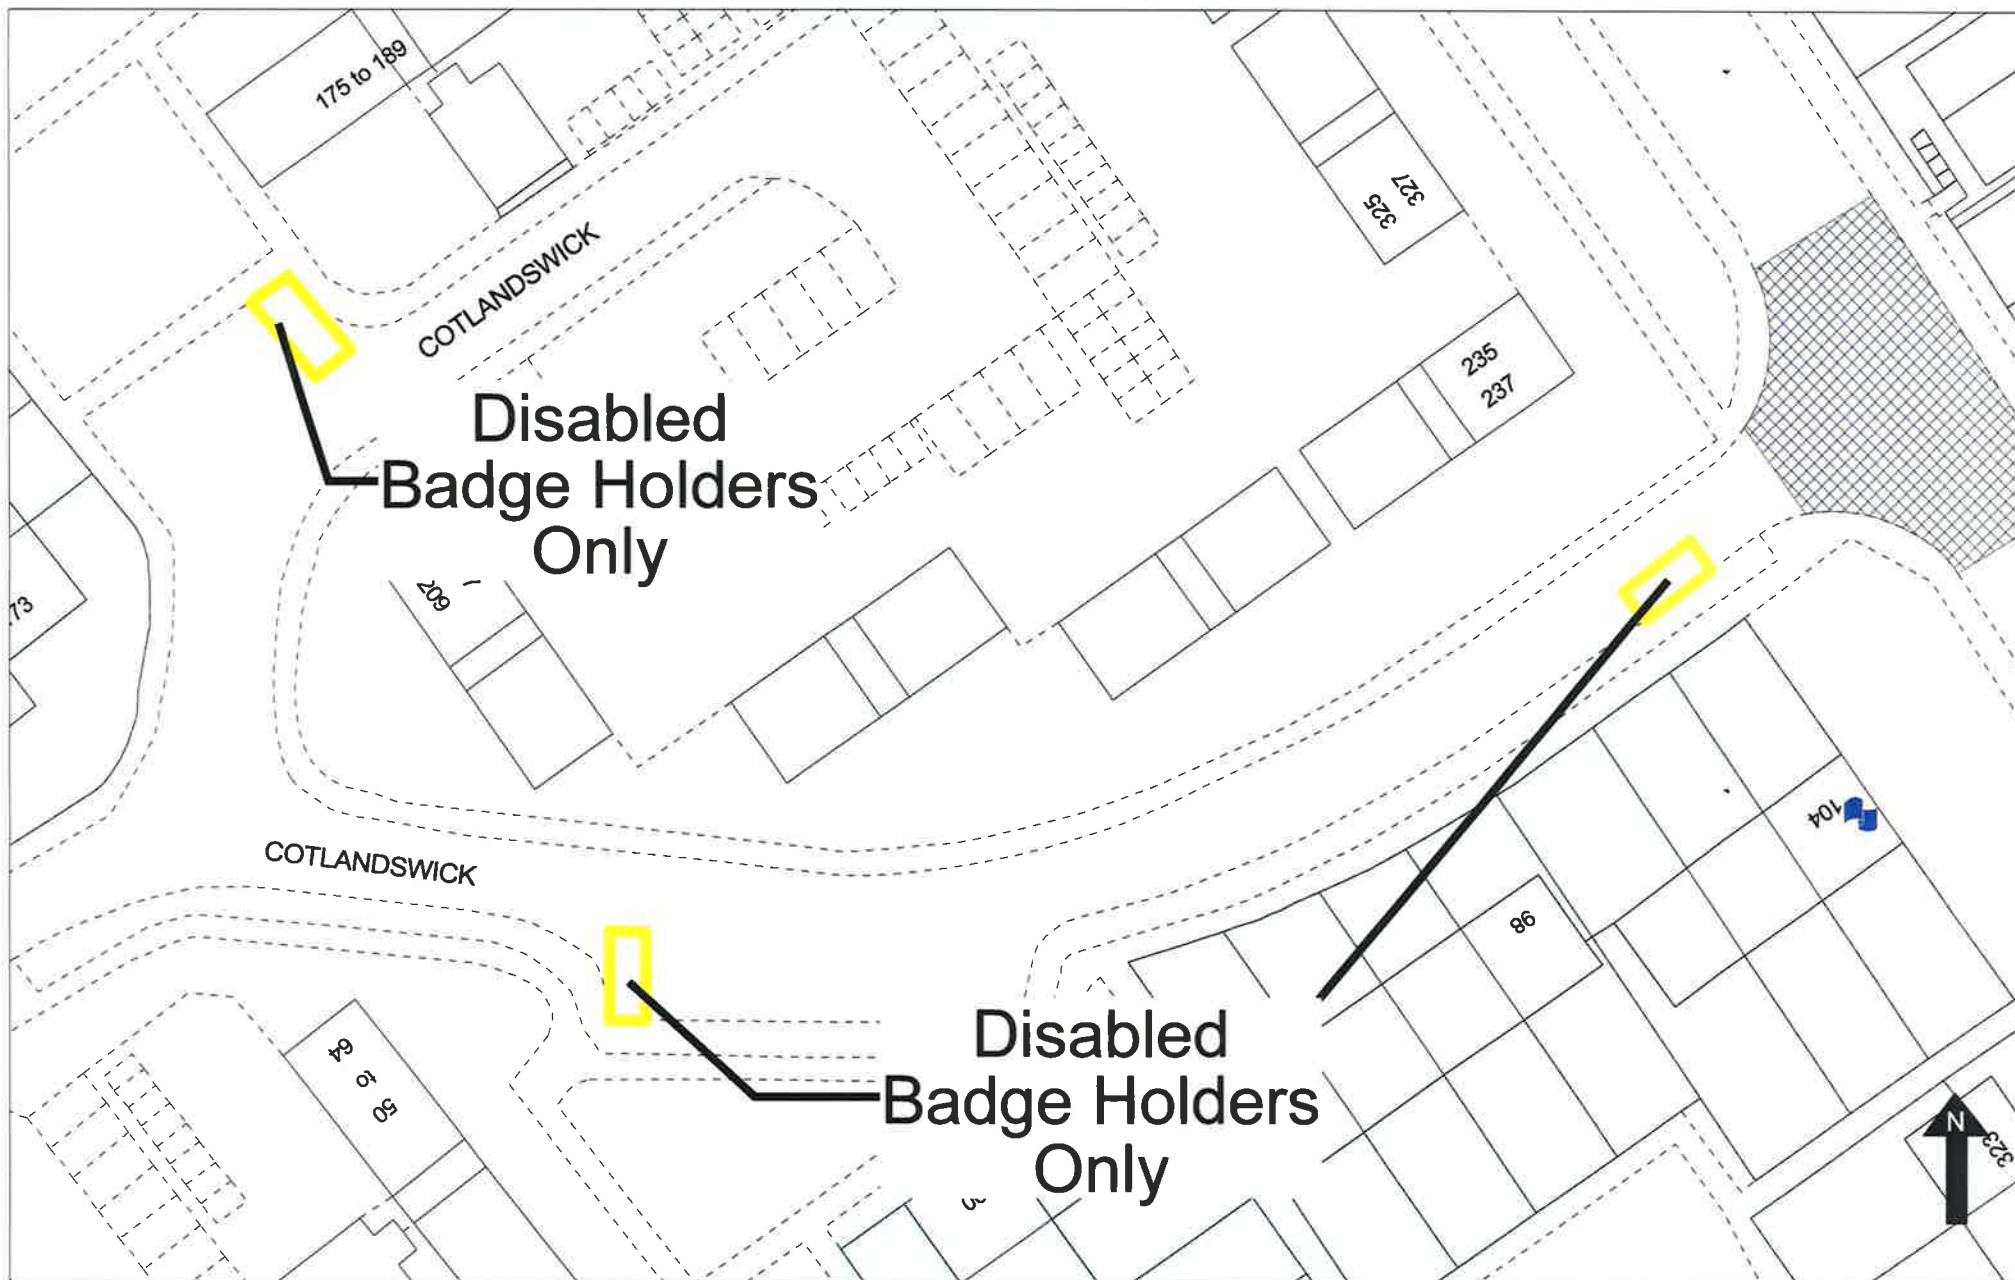 175 to 189
325
327
COTLANDSWICK
235
237
Disabled
Badge Holders
Only
209
104
COTLANDSWICK
98
50 to 64
Disabled
Badge Holders
Only
N
323